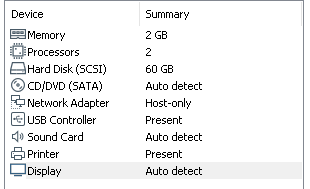 Device Summary
Memory 2 GB
Processors 2
Hard Disk (SCSI) 60 GB
CD/DVD (SATA) Auto detect
Network Adapter Host-only
USB Controller Present
Sound Card Auto detect
Printer Present
Display Auto detect